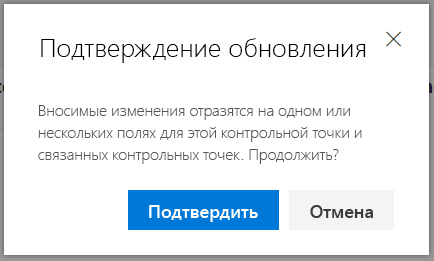 Подтверждение обновления
Вносимые изменения отразятся на одном или
нескольких полях для этой контрольной точки и
связанных контрольных точек. Продолжить?
Подтвердить
Отмена